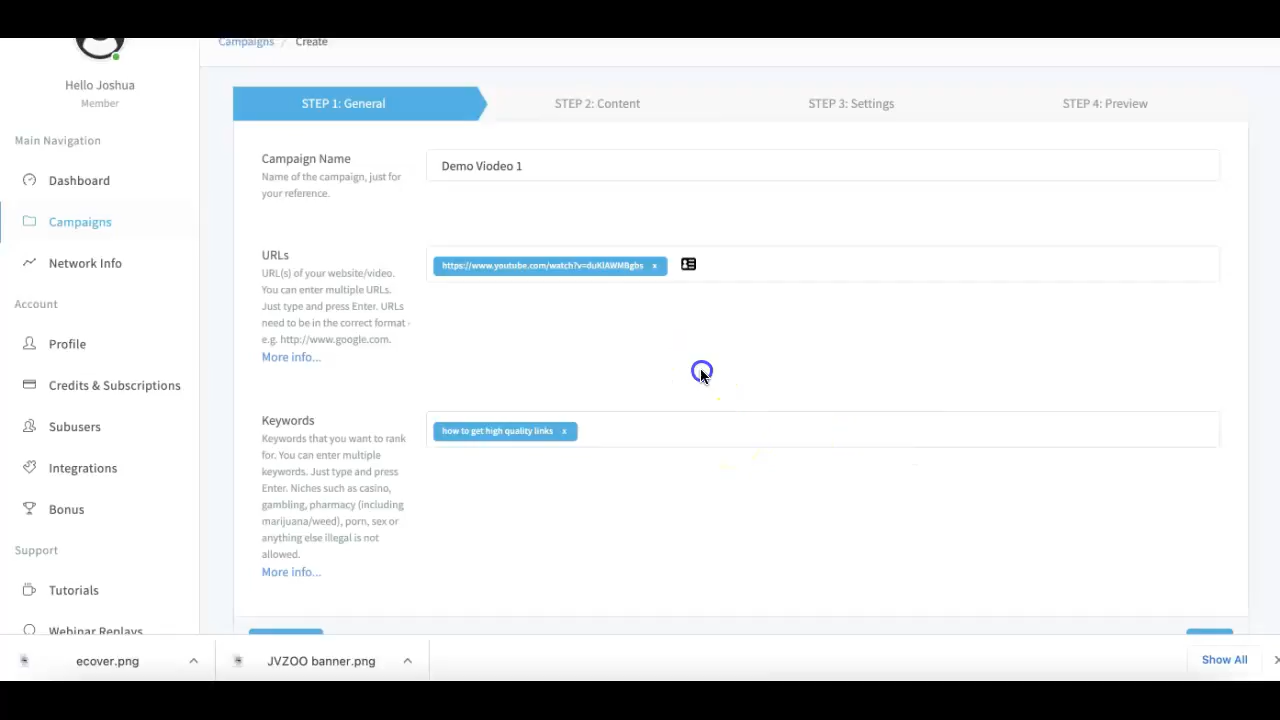 Campaigns / Create
Hello Joshua
Member
Main Navigation
Dashboard
Campaigns
Network Info
Account
Profile
Credits & Subscriptions
Subusers
Integrations
Bonus
Support
Tutorials
Webinar Replays
STEP 1: General
STEP 2: Content
STEP 3: Settings
STEP 4: Preview
Campaign Name
Name of the campaign, just for
your reference.
Demo Viodeo 1
URLs
URL(s) of your website/video.
You can enter multiple URLs.
Just type and press Enter. URLs
need to be in the correct format -
e.g. http://www.google.com.
More info...
https://www.youtube.com/watch?v=duKlAWMBgbs x
Keywords
Keywords that you want to rank
for. You can enter multiple
keywords. Just type and press
Enter. Niches such as casino,
gambling, pharmacy (including
marijuana/weed), porn, sex or
anything else illegal is not
allowed.
More info...
how to get high quality links x
ecover.png
JVZOO banner.png
Show All